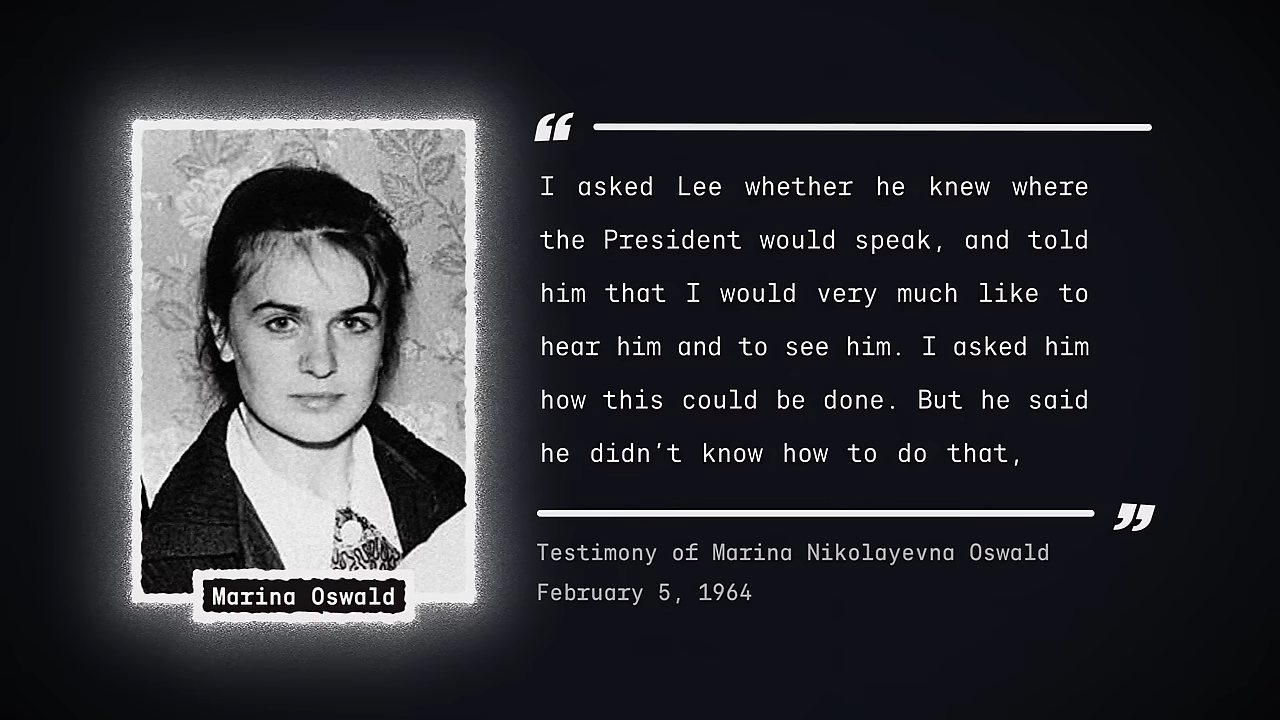 “
I asked Lee whether he knew where
the President would speak, and told
him that I would very much like to
hear him and to see him. I asked him
how this could be done. But he said
he didn’t know how to do that,
”
Testimony of Marina Nikolayevna Oswald
February 5, 1964
Marina Oswald